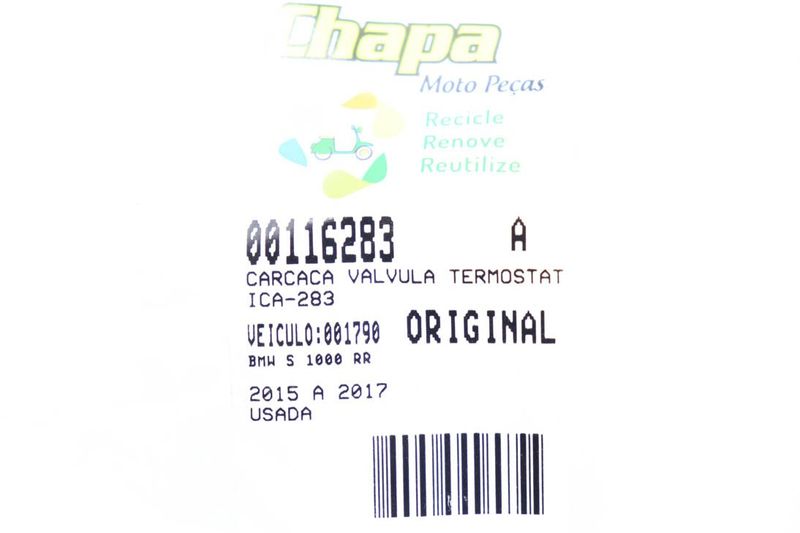 Chapa
Moto Peças
Recicle
Renove
Reutilize
00116283 A
CARCACA VALVULA TERMOSTAT
ICA-283
VEICULO:001790 ORIGINAL
BMW S 1000 RR
2015 A 2017
USADA